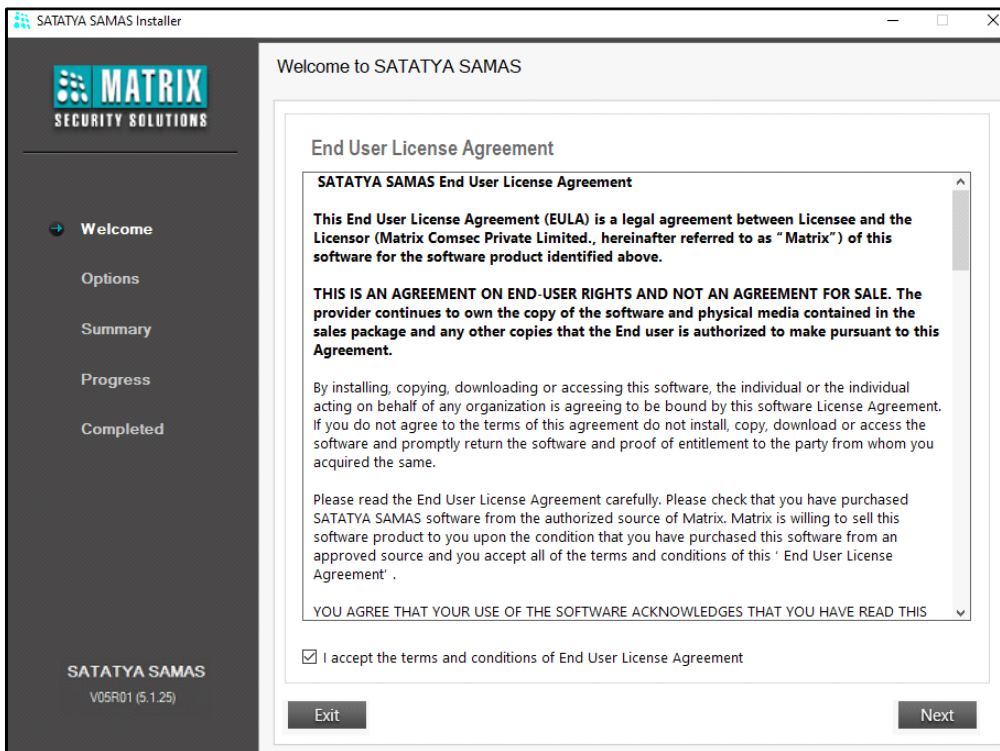 SATATYA SAMAS Installer
MATRIX
SECURITY SOLUTIONS
Welcome
Options
Summary
Progress
Completed
SATATYA SAMAS
V05R01 (5.1.25)
Welcome to SATATYA SAMAS
End User License Agreement
SATATYA SAMAS End User License Agreement
This End User License Agreement (EULA) is a legal agreement between Licensee and the
Licensor (Matrix Comsec Private Limited., hereinafter referred to as “Matrix”) of this
software for the software product identified above.
THIS IS AN AGREEMENT ON END-USER RIGHTS AND NOT AN AGREEMENT FOR SALE. The
provider continues to own the copy of the software and physical media contained in the
sales package and any other copies that the End user is authorized to make pursuant to this
Agreement.
By installing, copying, downloading or accessing this software, the individual or the individual
acting on behalf of any organization is agreeing to be bound by this software License Agreement.
If you do not agree to the terms of this agreement do not install, copy, download or access the
software and promptly return the software and proof of entitlement to the party from whom you
acquired the same.
Please read the End User License Agreement carefully. Please check that you have purchased
SATATYA SAMAS software from the authorized source of Matrix. Matrix is willing to sell this
software product to you upon the condition that you have purchased this software from an
approved source and you accept all of the terms and conditions of this ‘ End User License
Agreement’ .
YOU AGREE THAT YOUR USE OF THE SOFTWARE ACKNOWLEDGES THAT YOU HAVE READ THIS
I accept the terms and conditions of End User License Agreement
Exit
Next